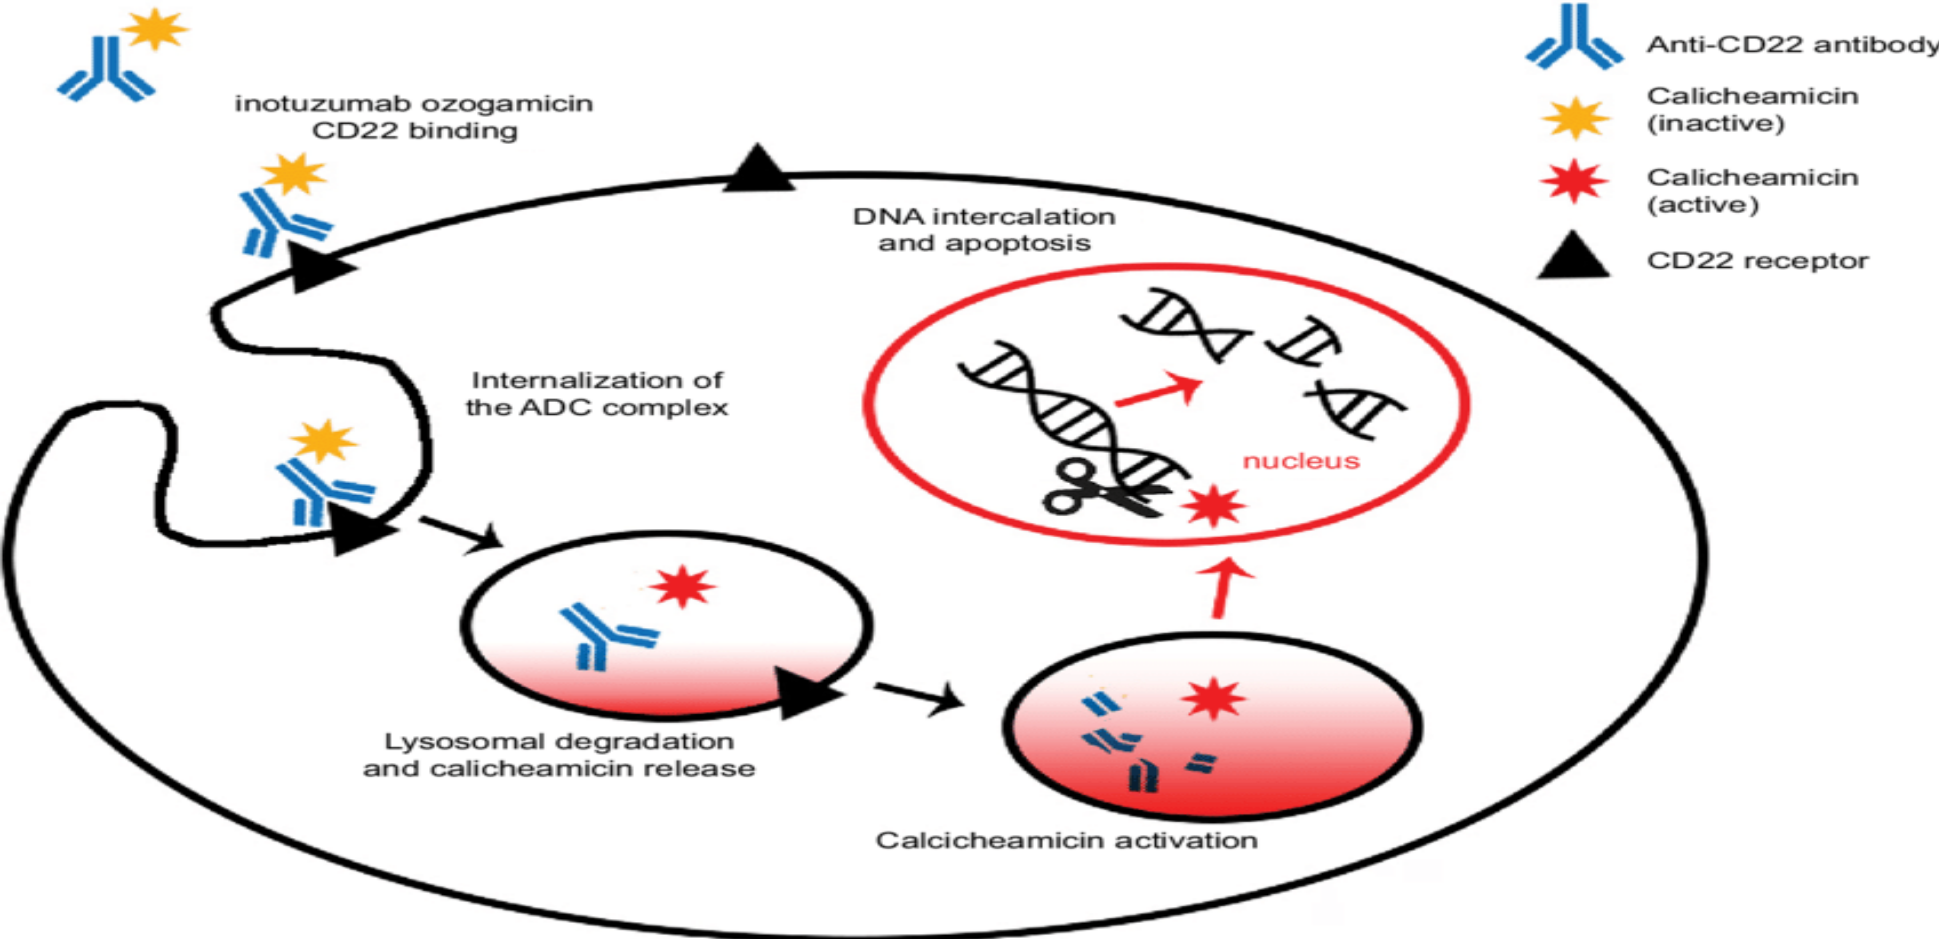 inotuzumab ozogamicin
CD22 binding
DNA intercalation
and apoptosis
Internalization of
the ADC complex
nucleus
Lysosomal degradation
and calicheamicin release
Calcicheamicin activation
Anti-CD22 antibody
Calicheamicin
(inactive)
Calicheamicin
(active)
CD22 receptor